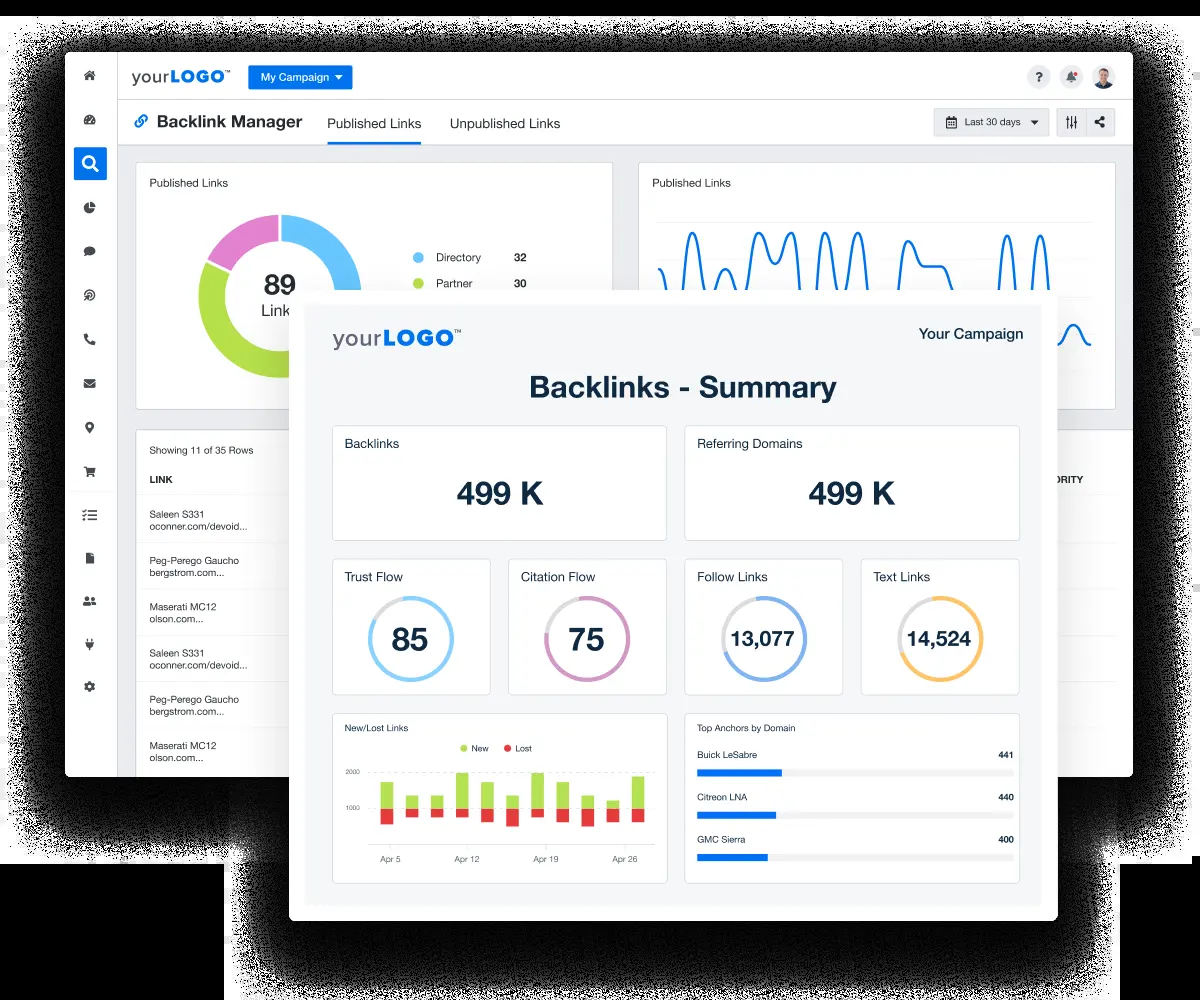 yourLOGO™
My Campaign
?
Backlink Manager
Published Links
Unpublished Links
Last 30 days
Published Links
89
Link
Directory 32
Partner 30
Published Links
Showing 11 of 35 Rows
LINK
Saleen S331
oconner.com/devoid...
Peg-Perego Gaucho
bergstrom.com...
Maserati MC12
olson.com...
Saleen S331
oconner.com/devoid...
Peg-Perego Gaucho
bergstrom.com...
Maserati MC12
olson.com...
ORITY
yourLOGO™
Your Campaign
Backlinks - Summary
Backlinks
499 K
Referring Domains
499 K
Trust Flow
85
Citation Flow
75
Follow Links
13,077
Text Links
14,524
New/Lost Links
New Lost
2000
1000
Apr 5 Apr 12 Apr 19 Apr 26
Top Anchors by Domain
Buick LeSabre 441
Citreon LNA 440
GMC Sierra 400